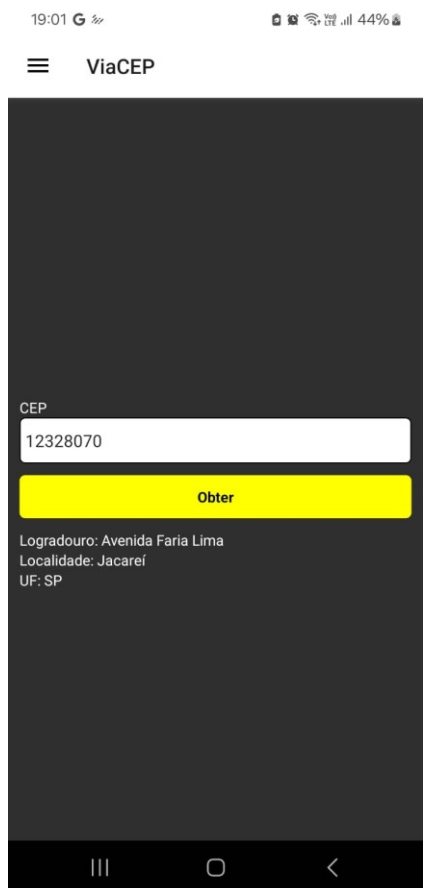 19:01 G 44%
ViaCEP
CEP
12328070
Obter
Logradouro: Avenida Faria Lima
Localidade: Jacareí
UF: SP